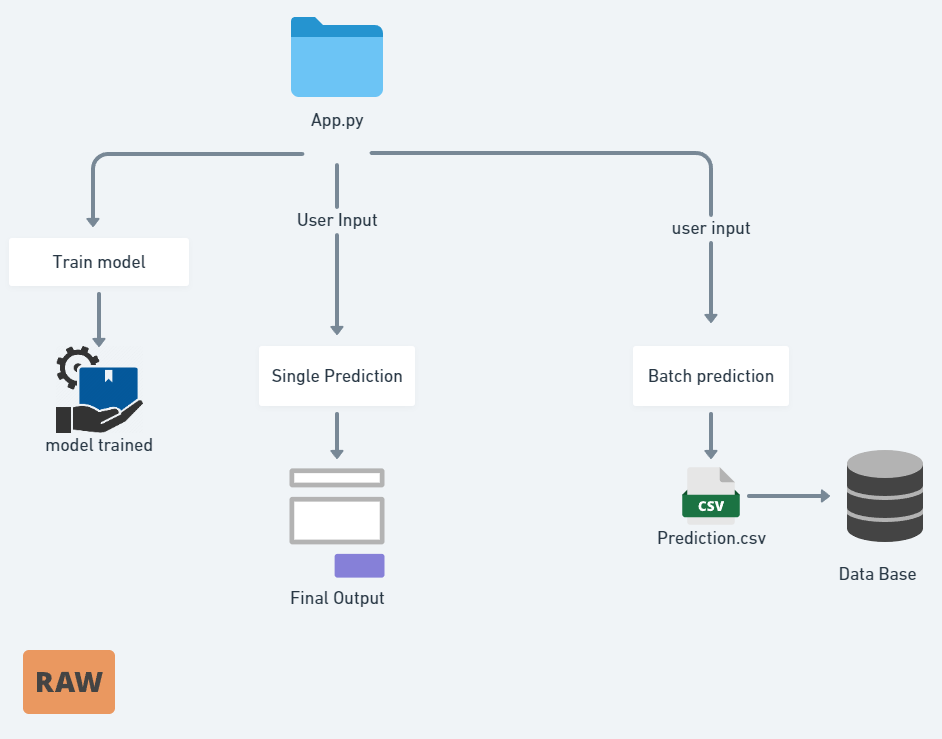 App.py
User Input
user input
Train model
Single Prediction
Batch prediction
model trained
CSV
Prediction.csv
Data Base
Final Output
RAW